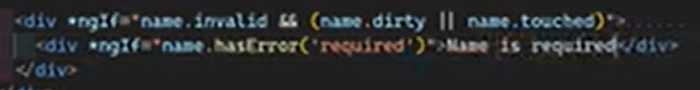 <div *ngIf="name.invalid && (name.dirty || name.touched)">
<div *ngIf="name.hasError('required')">Name is required</div>
</div>